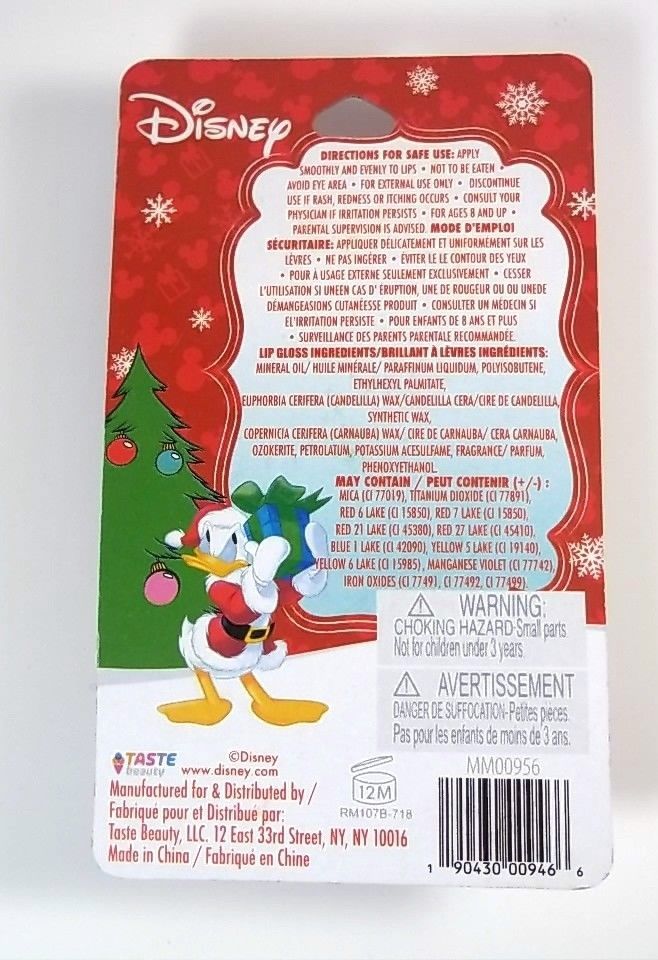 Disney
DIRECTIONS FOR SAFE USE: APPLY
SMOOTHLY AND EVENLY TO LIPS • NOT TO BE EATEN •
AVOID EYE AREA • FOR EXTERNAL USE ONLY • DISCONTINUE
USE IF RASH, REDNESS OR ITCHING OCCURS • CONSULT YOUR
PHYSICIAN IF IRRITATION PERSISTS • FOR AGES 8 AND UP •
PARENTAL SUPERVISION IS ADVISED. MODE D'EMPLOI
SÉCURITAIRE: APPLIQUER DÉLICATEMENT ET UNIFORMÉMENT SUR LES
LÈVRES • NE PAS INGÉRER • ÉVITER LE LE CONTOUR DES YEUX
• POUR À USAGE EXTERNE SEULEMENT EXCLUSIVEMENT • CESSER
L'UTILISATION SI UNEEN CAS D' ERUPTION, UNE DE ROUGEUR OU OU UNEDE
DÉMANGEAISONS CUTANÉESSE PRODUIT • CONSULTER UN MÉDECIN SI
EL'IRRITATION PERSISTE • POUR ENFANTS DE 8 ANS ET PLUS
• SURVEILLANCE DES PARENTS PARENTALE RECOMMANDÉE.
LIP GLOSS INGREDIENTS/BRILLANT À LÈVRES INGRÉDIENTS:
MINERAL OIL/ HUILE MINÉRALE/ PARAFFINUM LIQUIDUM, POLYISOBUTENE,
ETHYLHEXYL PALMITATE,
EUPHORBIA CERIFERA (CANDELILLA) WAX/CANDELILLA CERA/CIRE DE CANDELILLA,
SYNTHETIC WAX,
COPERNICIA CERIFERA (CARNAUBA) WAX/ CIRE DE CARNAUBA/ CERA CARNAUBA,
OZOKERITE, PETROLATUM, POTASSIUM ACESULFAME, FRAGRANCE/ PARFUM,
PHENOXYETHANOL
MAY CONTAIN / PEUT CONTENIR (+/-) :
MICA (CI 77019), TITANIUM DIOXIDE (CI 77891),
RED 6 LAKE (CI 15850), RED 7 LAKE (CI 15850),
RED 21 LAKE (CI 45380), RED 27 LAKE (CI 45410),
BLUE 1 LAKE (CI 42090), YELLOW 5 LAKE (CI 19140),
YELLOW 6 LAKE (CI 15985), MANGANESE VIOLET (CI 77742),
IRON OXIDES (CI 77491, CI 77492, CI 77499).
WARNING:
CHOKING HAZARD-Small parts
Not for children under 3 years.
AVERTISSEMENT
DANGER DE SUFFOCATION-Petites pièces.
Pas pour les enfants de moins de 3 ans.
TASTE beauty
©Disney
www.disney.com
Manufactured for & Distributed by /
Fabriqué pour et Distribué par:
Taste Beauty, LLC. 12 East 33rd Street, NY, NY 10016
Made in China / Fabriqué en Chine
12M
RM107B-718
MM00956
1 90430 00946 6